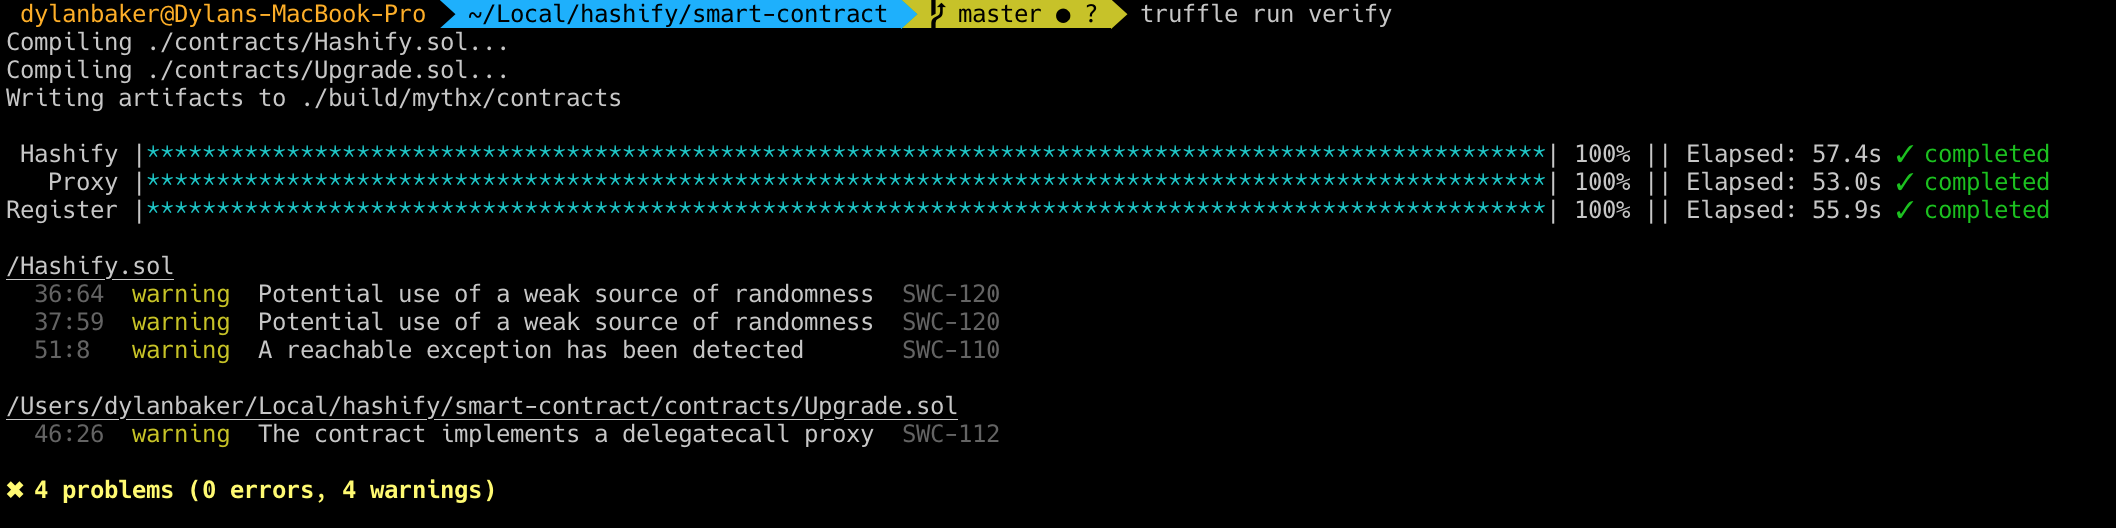 dylanbaker@Dylans-MacBook-Pro ~/Local/hashify/smart-contract master ● ? truffle run verify
Compiling ./contracts/Hashify.sol...
Compiling ./contracts/Upgrade.sol...
Writing artifacts to ./build/mythx/contracts
Hashify |****************************************************************************************************| 100% || Elapsed: 57.4s ✓ completed
Proxy |****************************************************************************************************| 100% || Elapsed: 53.0s ✓ completed
Register |****************************************************************************************************| 100% || Elapsed: 55.9s ✓ completed
/Hashify.sol
36:64 warning Potential use of a weak source of randomness SWC-120
37:59 warning Potential use of a weak source of randomness SWC-120
51:8 warning A reachable exception has been detected SWC-110
/Users/dylanbaker/Local/hashify/smart-contract/contracts/Upgrade.sol
46:26 warning The contract implements a delegatecall proxy SWC-112
✖ 4 problems (0 errors, 4 warnings)